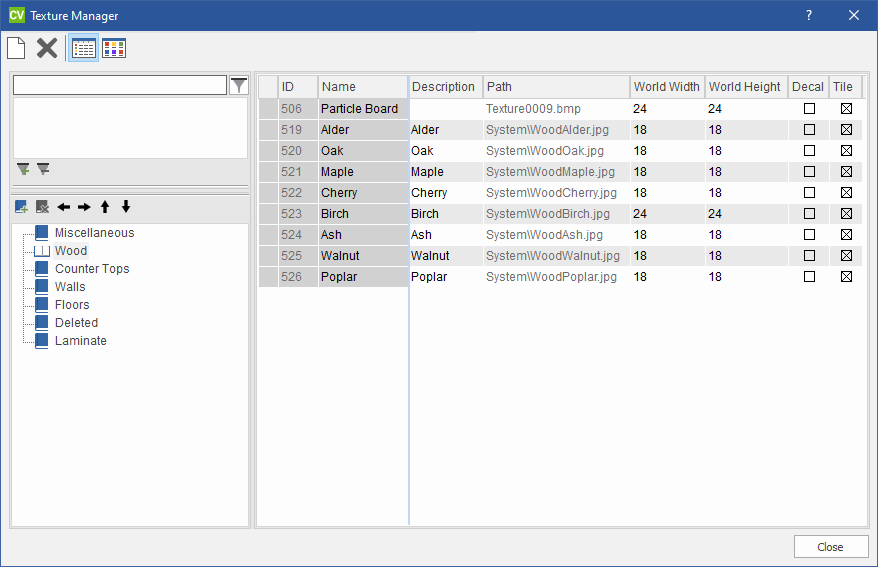 CV Texture Manager ?
ID Name Description Path World Width World Height Decal Tile
506 Particle Board Texture0009.bmp 24 24
519 Alder Alder System\WoodAlder.jpg 18 18
520 Oak Oak System\WoodOak.jpg 18 18
521 Maple Maple System\WoodMaple.jpg 18 18
522 Cherry Cherry System\WoodCherry.jpg 18 18
523 Birch Birch System\WoodBirch.jpg 24 24
524 Ash Ash System\WoodAsh.jpg 18 18
525 Walnut Walnut System\WoodWalnut.jpg 18 18
526 Poplar Poplar System\WoodPoplar.jpg 18 18
Miscellaneous
Wood
Counter Tops
Walls
Floors
Deleted
Laminate
Close